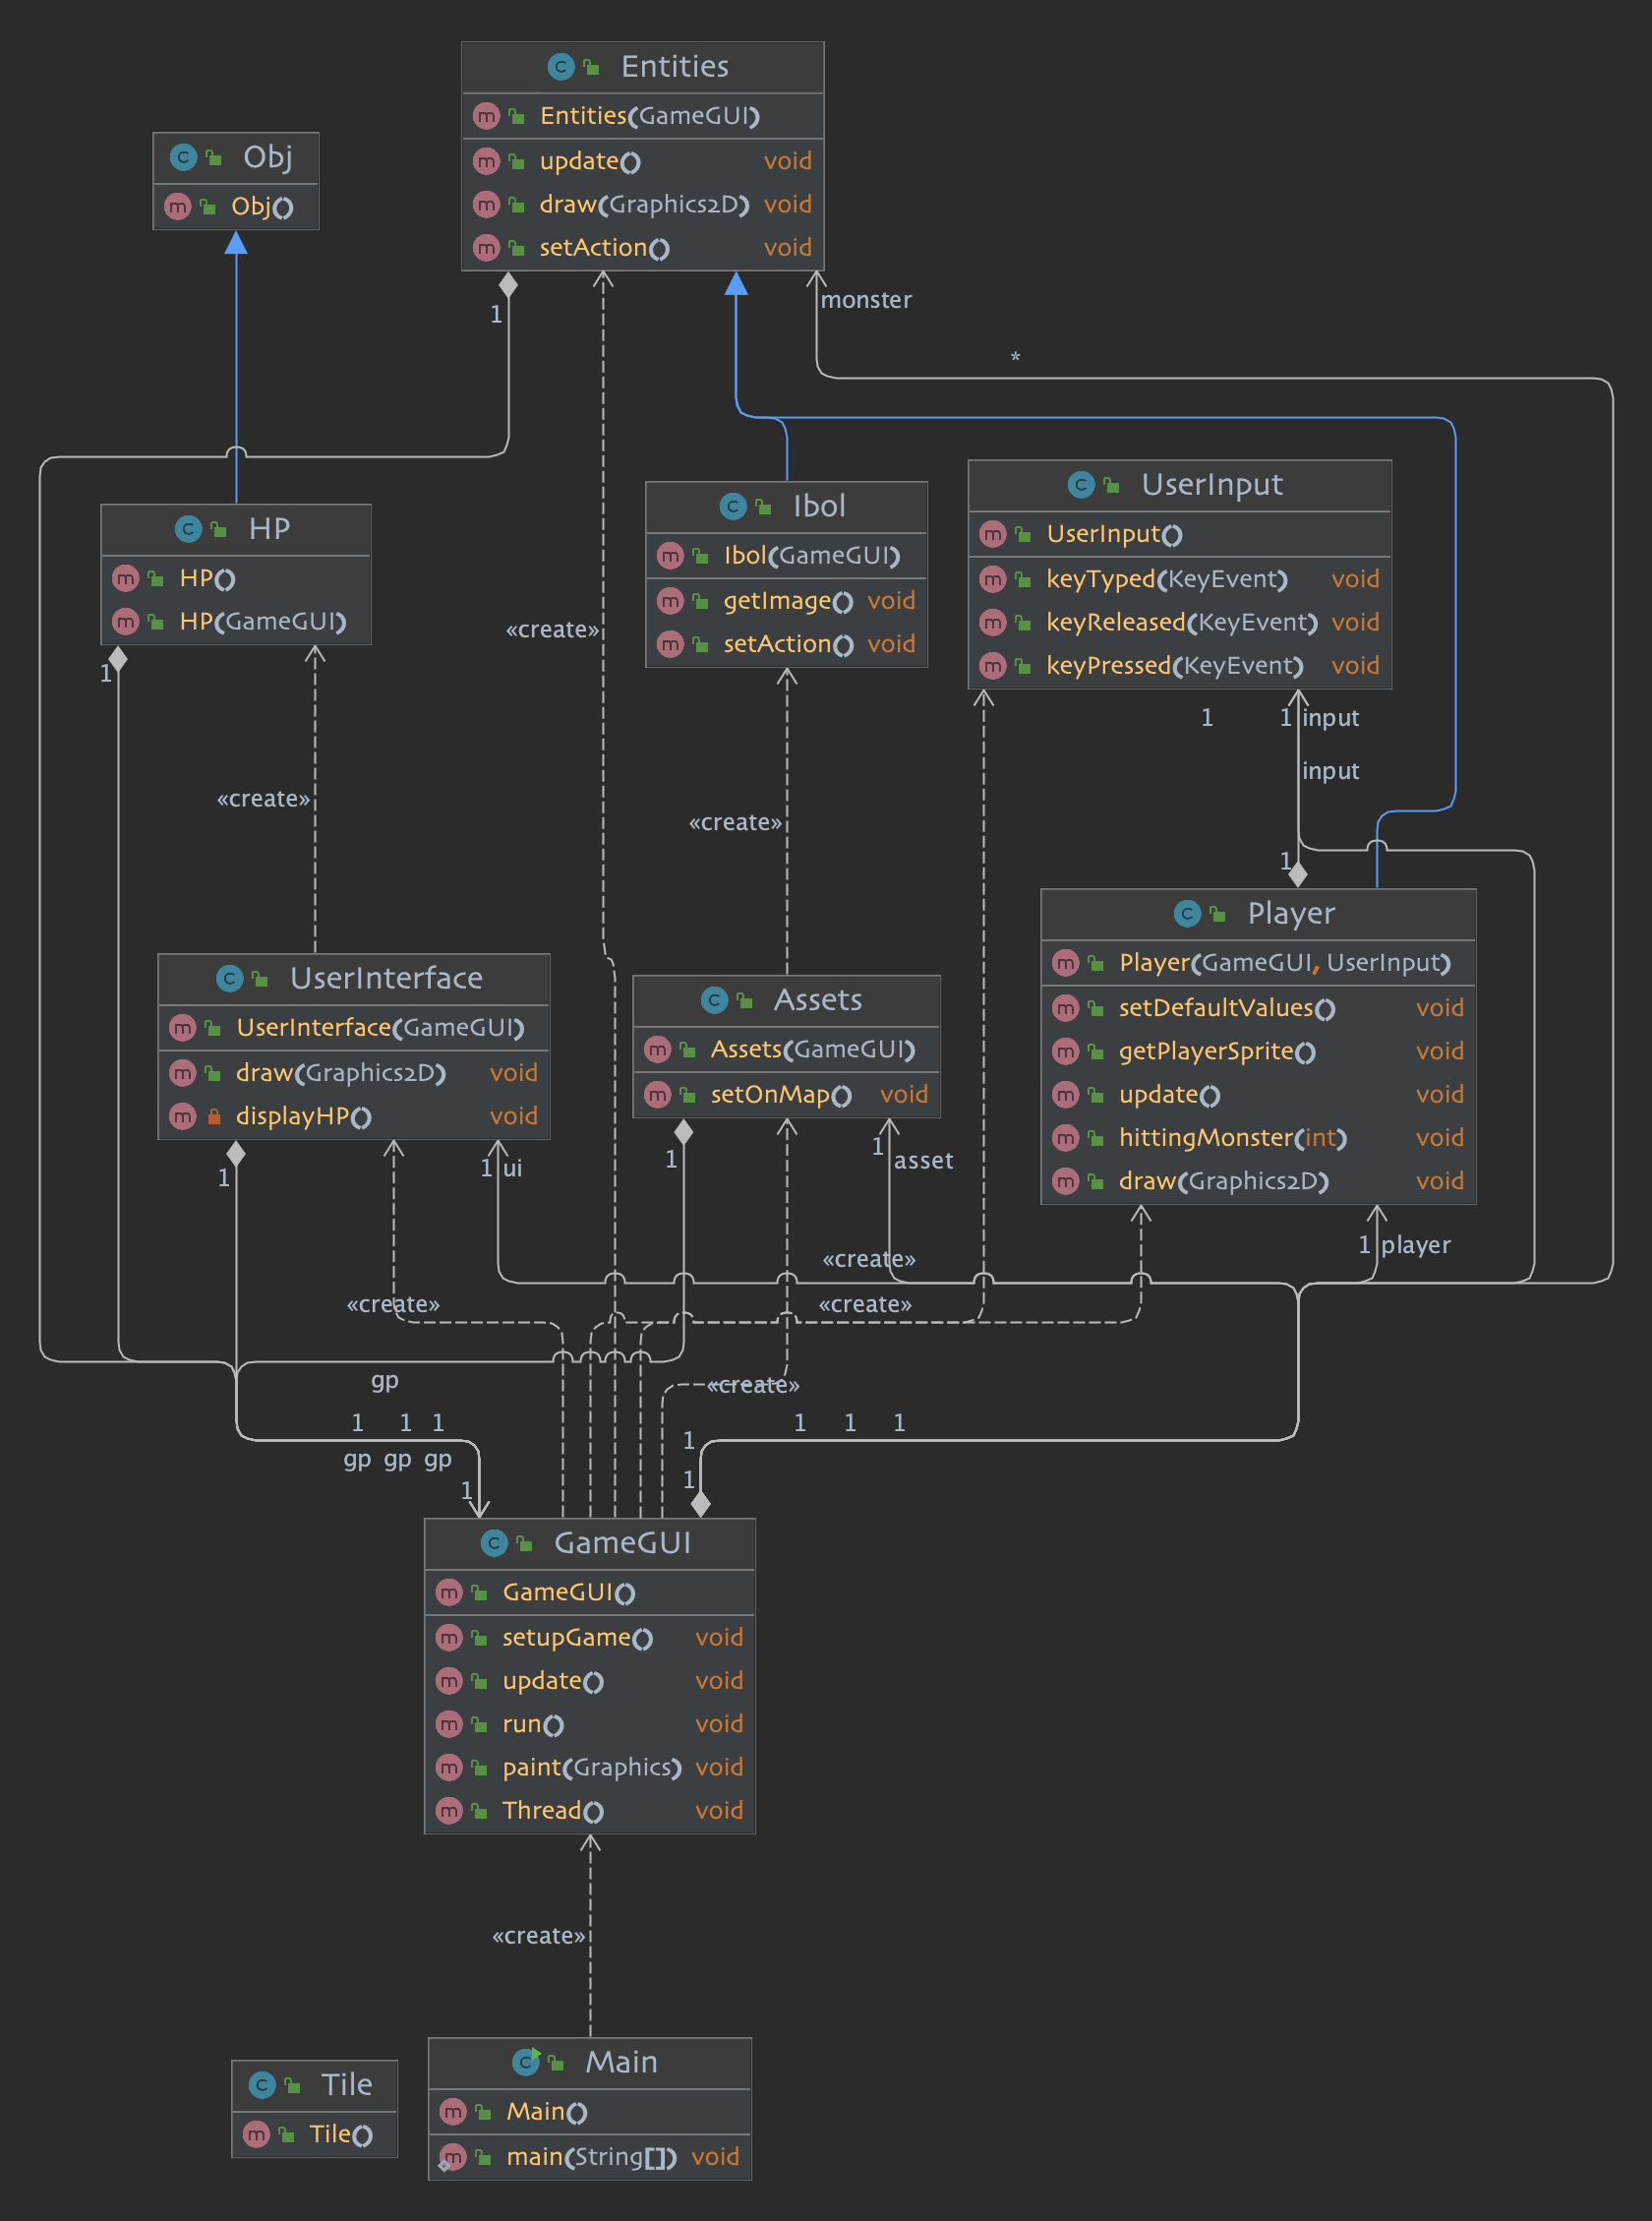 Entities
Entities(GameGUI)
update() void
draw(Graphics2D) void
setAction() void
Obj
Obj()
1
monster
*
HP
HP()
HP(GameGUI)
1
Ibol
Ibol(GameGUI)
getImage() void
setAction() void
UserInput
UserInput()
keyTyped(KeyEvent) void
keyReleased(KeyEvent) void
keyPressed(KeyEvent) void
«create»
1 1 input
input
«create»
«create»
1
UserInterface
UserInterface(GameGUI)
draw(Graphics2D) void
displayHP() void
Assets
Assets(GameGUI)
setOnMap() void
Player
Player(GameGUI, UserInput)
setDefaultValues() void
getPlayerSprite() void
update() void
hittingMonster(int) void
draw(Graphics2D) void
1
1 ui
1
1 asset
1 player
«create»
«create»
«create»
gp
«create»
1 1 1
gp gp gp
1
1 1 1
1
1
GameGUI
GameGUI()
setupGame() void
update() void
run() void
paint(Graphics) void
Thread() void
«create»
Tile
Tile()
Main
Main()
main(String[]) void